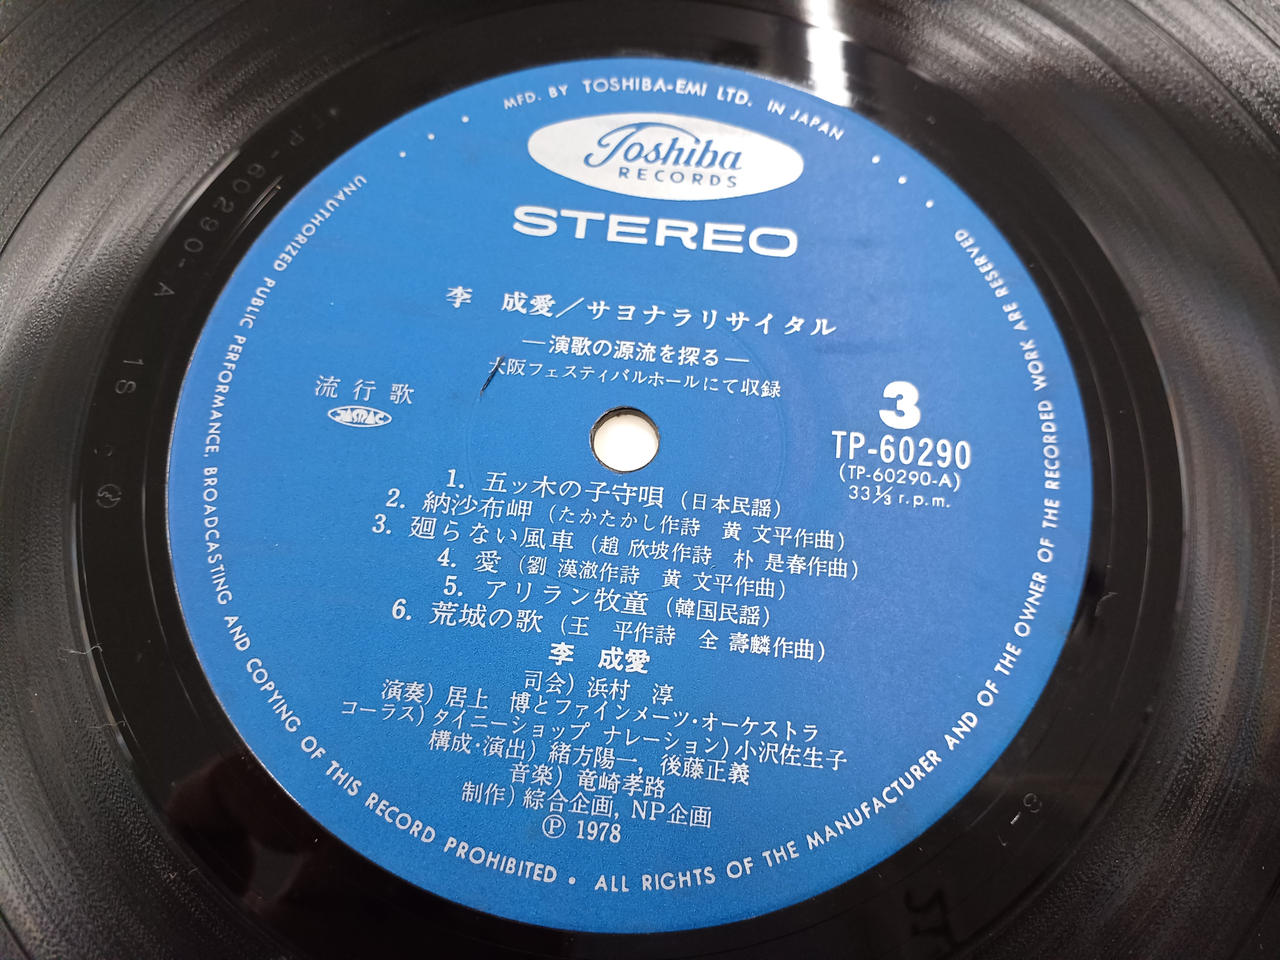 MFD. BY TOSHIBA-EMI LTD. IN JAPAN
Toshiba
RECORDS
STEREO
李 成愛／サヨナラリサイタル
—演歌の源流を探る—
大阪フェスティバルホールにて収録
流行歌
JASRAC
3
TP-60290
(TP-60290-A)
33⅓ r.p.m.
1. 五ッ木の子守唄 (日本民謡)
2. 納沙布岬 (たかたかし作詩 黄 文平作曲)
3. 廻らない風車 (趙 欣坡作詩 朴 是春作曲)
4. 愛 (劉 漢澈作詩 黄 文平作曲)
5. アリラン牧童 (韓国民謡)
6. 荒城の歌 (王 平作詩 全 壽麟作曲)
李 成愛
司会) 浜村 淳
演奏) 居上 博とファインメーツ・オーケストラ
コーラス) タイニーショップ ナレーション) 小沢佐生子
構成・演出) 緒方陽一, 後藤正義
音楽) 竜崎孝路
制作) 綜合企画, NP企画
Ⓟ 1978
UNAUTHORIZED PUBLIC PERFORMANCE, BROADCASTING AND COPYING OF THIS RECORD PROHIBITED • ALL RIGHTS OF THE MANUFACTURER AND OF THE OWNER OF THE RECORDED WORK ARE RESERVED
TP-60290-A 1S